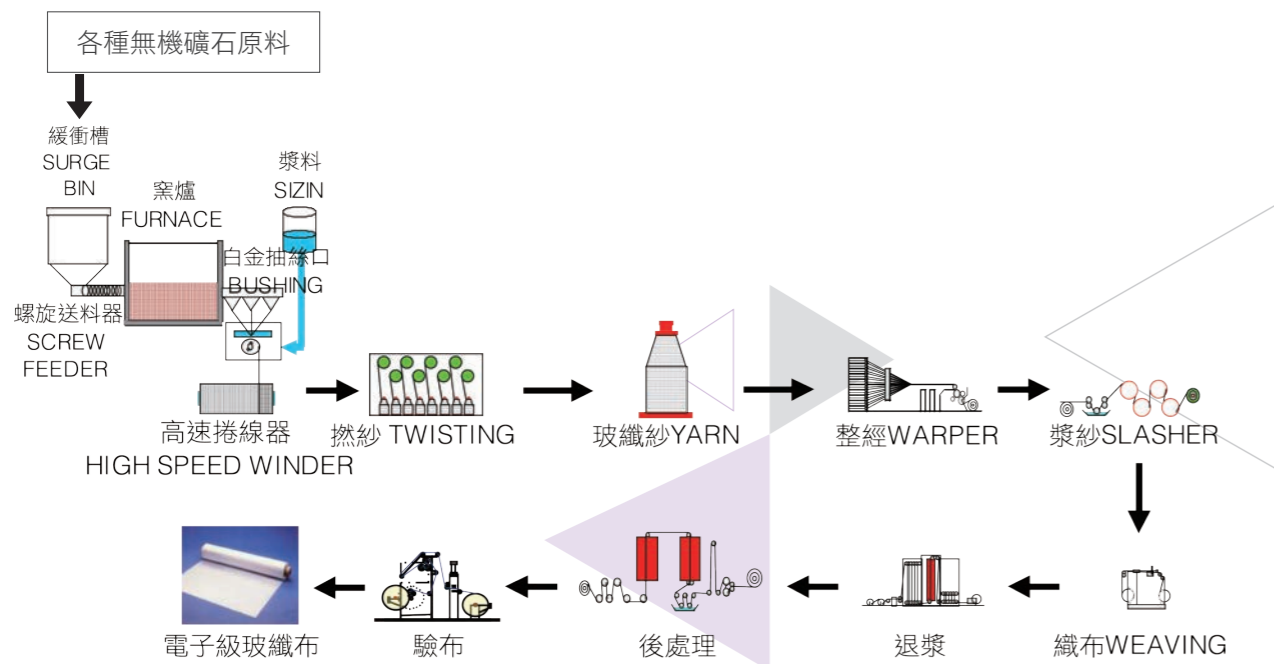 各種無機礦石原料
緩衝槽
SURGE
BIN
窯爐
FURNACE
漿料
SIZIN
白金抽絲口
BUSHING
螺旋送料器
SCREW
FEEDER
高速捲線器
HIGH SPEED WINDER
撚紗 TWISTING
玻纖紗YARN
整經WARPER
漿紗SLASHER
電子級玻纖布
驗布
後處理
退漿
織布WEAVING